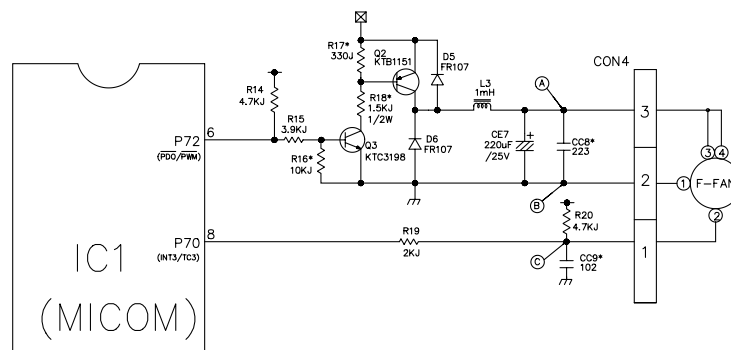 R17*
330J
Q2
KTB1151
D5
FR107
L3
1mH
CON4
R14
4.7KJ
R18*
1.5KJ
1/2W
A
3
P72
6
(PDO/PWM)
R15
3.9KJ
R16*
10KJ
Q3
KTC3198
D6
FR107
CE7
220uF
/25V
+
CC8*
223
3
4
F-FAN
1
2
B
2
R20
4.7KJ
P70
8
(INT3/TC3)
R19
2KJ
C
CC9*
102
1
IC1
(MICOM)